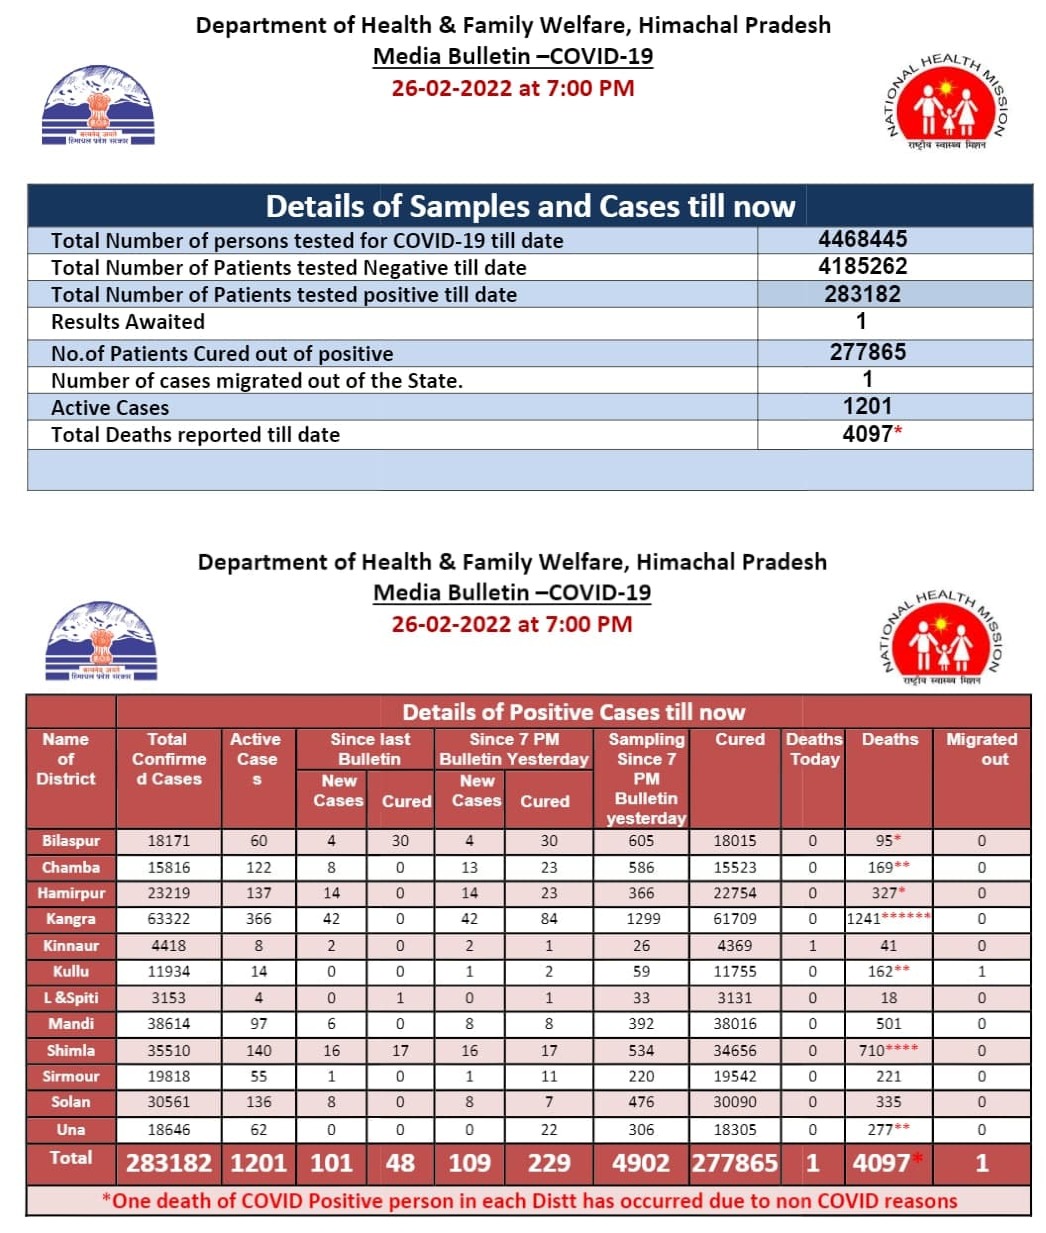 Department of Health & Family Welfare, Himachal Pradesh
Media Bulletin –COVID-19
26-02-2022 at 7:00 PM
सत्यमेव जयते
हिमाचल प्रदेश सरकार
NATIONAL HEALTH MISSION
राष्ट्रीय स्वास्थ्य मिशन
Details of Samples and Cases till now
Total Number of persons tested for COVID-19 till date 4468445
Total Number of Patients tested Negative till date 4185262
Total Number of Patients tested positive till date 283182
Results Awaited 1
No.of Patients Cured out of positive 277865
Number of cases migrated out of the State. 1
Active Cases 1201
Total Deaths reported till date 4097*
Department of Health & Family Welfare, Himachal Pradesh
Media Bulletin –COVID-19
26-02-2022 at 7:00 PM
सत्यमेव जयते
हिमाचल प्रदेश सरकार
NATIONAL HEALTH MISSION
राष्ट्रीय स्वास्थ्य मिशन
Details of Positive Cases till now
Name Total Active Since last Since 7 PM Sampling Cured Deaths Deaths Migrated
of Confirme Case Bulletin Bulletin Yesterday Since 7 Today out
District d Cases s New New PM
Cases Cured Cases Cured Bulletin
yesterday
Bilaspur 18171 60 4 30 4 30 605 18015 0 95* 0
Chamba 15816 122 8 0 13 23 586 15523 0 169** 0
Hamirpur 23219 137 14 0 14 23 366 22754 0 327* 0
Kangra 63322 366 42 0 42 84 1299 61709 0 1241****** 0
Kinnaur 4418 8 2 0 2 1 26 4369 1 41 0
Kullu 11934 14 0 0 1 2 59 11755 0 162** 1
L &Spiti 3153 4 0 1 0 1 33 3131 0 18 0
Mandi 38614 97 6 0 8 8 392 38016 0 501 0
Shimla 35510 140 16 17 16 17 534 34656 0 710**** 0
Sirmour 19818 55 1 0 1 11 220 19542 0 221 0
Solan 30561 136 8 0 8 7 476 30090 0 335 0
Una 18646 62 0 0 0 22 306 18305 0 277** 0
Total 283182 1201 101 48 109 229 4902 277865 1 4097* 1
*One death of COVID Positive person in each Distt has occurred due to non COVID reasons